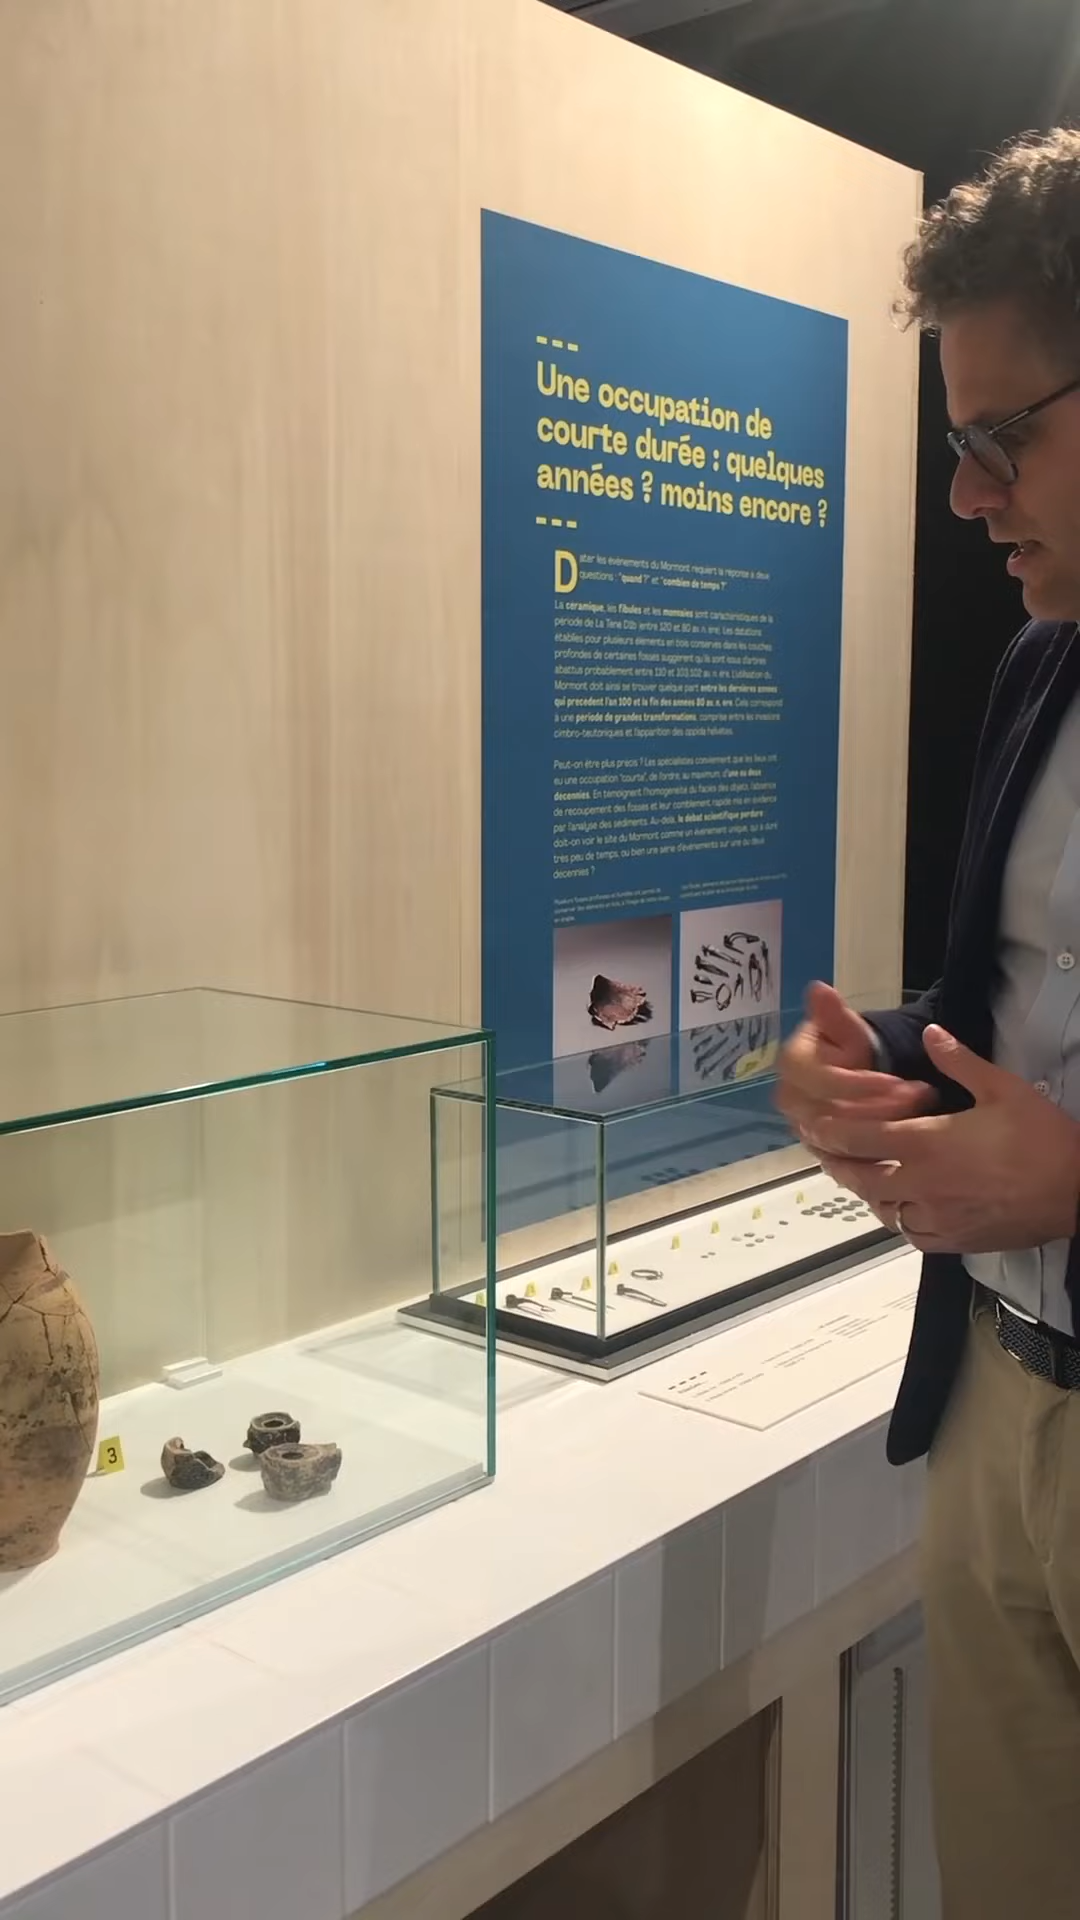 Une occupation de
courte durée : quelques
années ? moins encore ?
Dater les évènements du Mormont requiert la réponse à deux
questions : "quand ?" et "combien de temps ?"
La céramique, les fibules et les monnaies sont caractéristiques de la
période de La Tène D1b (entre 120 et 80 av. n. ère). Les datations
établies pour plusieurs éléments en bois conservés dans les couches
profondes de certaines fosses suggèrent qu'ils sont issus d'arbres
abattus probablement entre 110 et 103/102 av. n. ère. L'utilisation du
Mormont doit ainsi se trouver quelque part entre les dernières années
qui précèdent l'an 100 et la fin des années 80 av. n. ère. Cela correspond
à une période de grandes transformations, comprise entre les invasions
cimbro-teutoniques et l'apparition des oppida helvètes.
Peut-on être plus précis ? Les spécialistes conviennent que les lieux ont
eu une occupation "courte", de l'ordre, au maximum, d'une ou deux
décennies. En témoignent l'homogénéité du faciès des objets, l'absence
de recoupement des fosses et leur comblement rapide mis en évidence
par l'analyse des sédiments. Au-delà, le débat scientifique perdure :
doit-on voir le site du Mormont comme un évènement unique, qui a duré
très peu de temps, ou bien une série d'évènements sur une ou deux
décennies ?
3